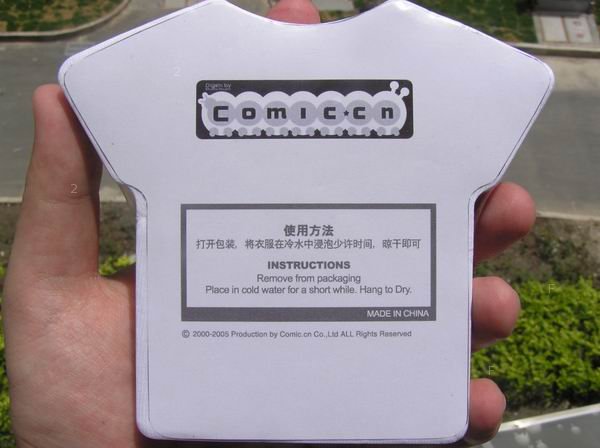 Comic★cn
使用方法
打开包装，将衣服在冷水中浸泡少许时间，晾干即可
INSTRUCTIONS
Remove from packaging
Place in cold water for a short while. Hang to Dry.
MADE IN CHINA
© 2000-2005 Production by Comic.cn Co.,Ltd ALL Rights Reserved